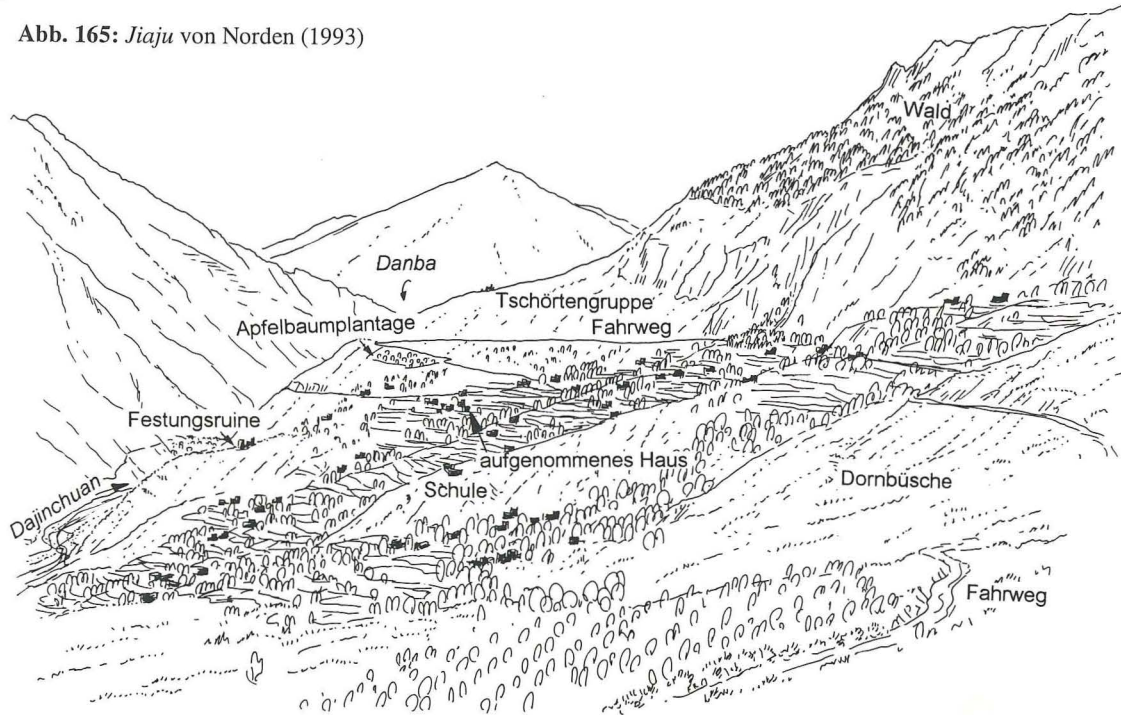 Abb. 165: Jiaju von Norden (1993)
Wald
Danba
Tschörtengruppe
Apfelbaumplantage
Fahrweg
Festungsruine
aufgenommenes Haus
Dajinchuan
Schule
Dornbüsche
Fahrweg